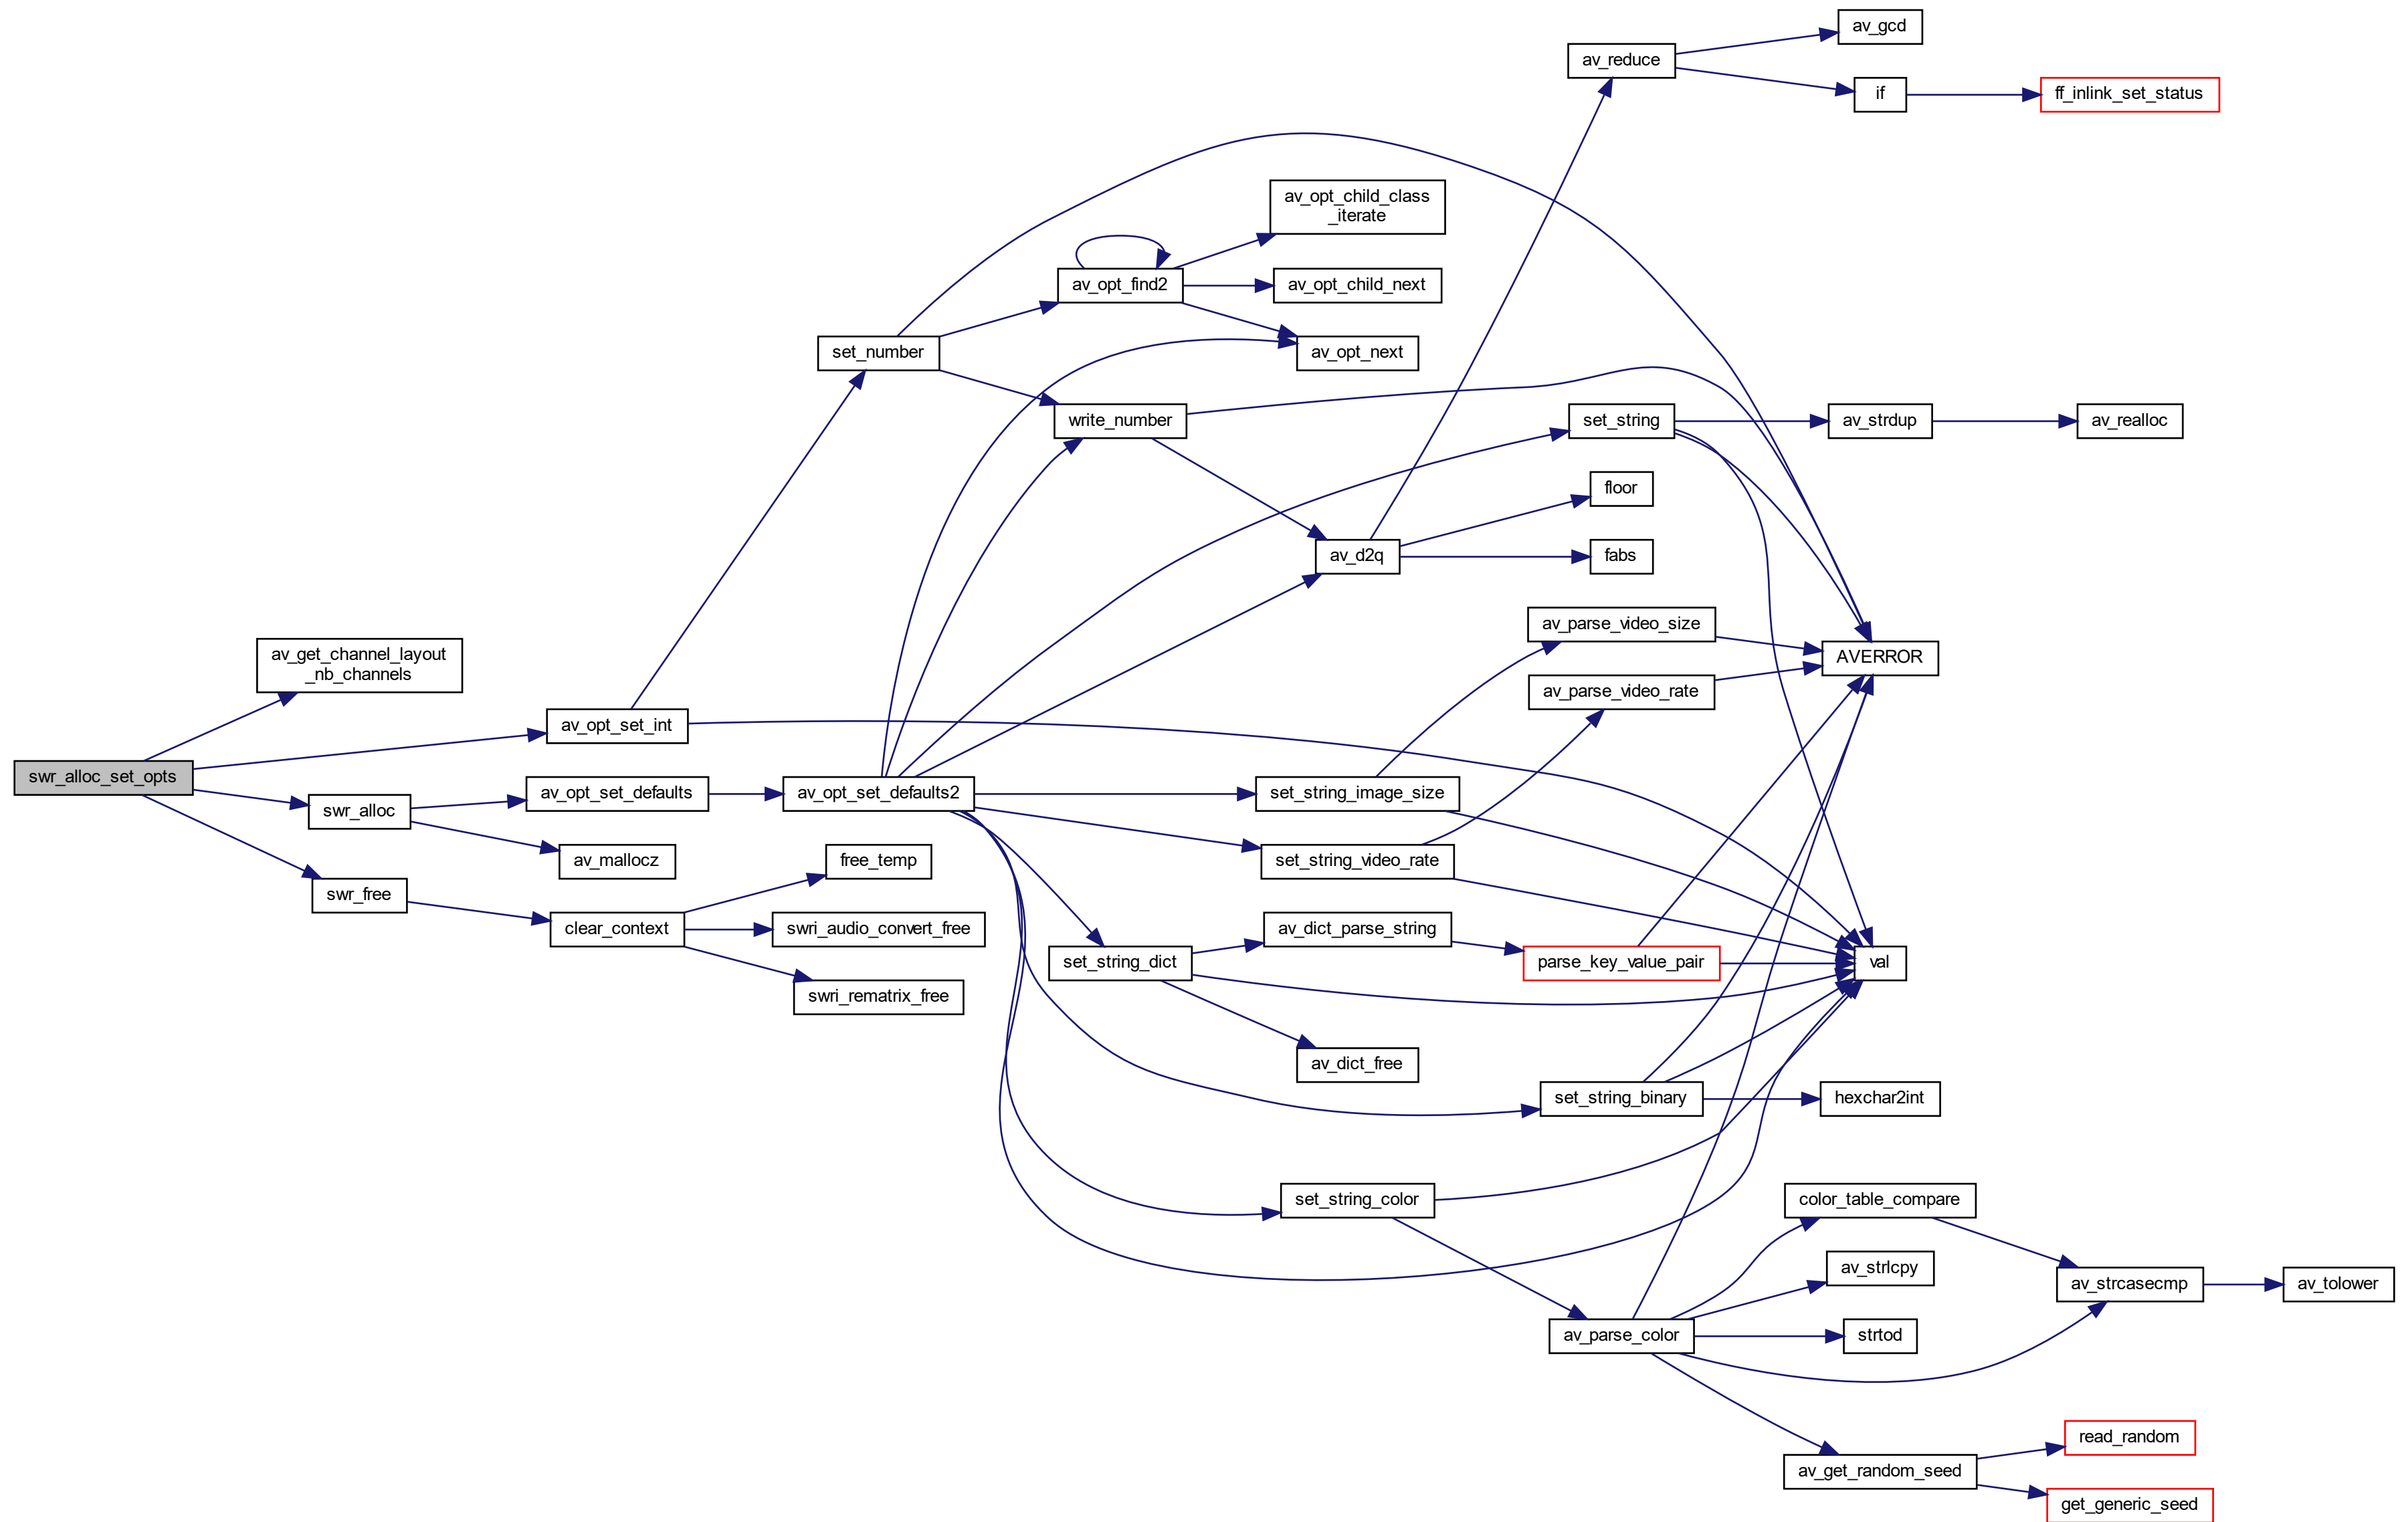 swr_alloc_set_opts
av_get_channel_layout
_nb_channels
av_opt_set_int
swr_alloc
swr_free
av_opt_set_defaults
av_mallocz
clear_context
set_number
av_opt_set_defaults2
free_temp
swri_audio_convert_free
swri_rematrix_free
av_opt_find2
write_number
set_string_dict
av_opt_child_class
_iterate
av_opt_child_next
av_opt_next
av_d2q
set_string_image_size
set_string_video_rate
av_dict_parse_string
av_dict_free
set_string_color
av_reduce
set_string
floor
fabs
av_parse_video_size
av_parse_video_rate
parse_key_value_pair
set_string_binary
av_parse_color
av_gcd
if
av_strdup
AVERROR
val
hexchar2int
color_table_compare
av_strlcpy
strtod
av_get_random_seed
ff_inlink_set_status
av_realloc
av_strcasecmp
read_random
get_generic_seed
av_tolower